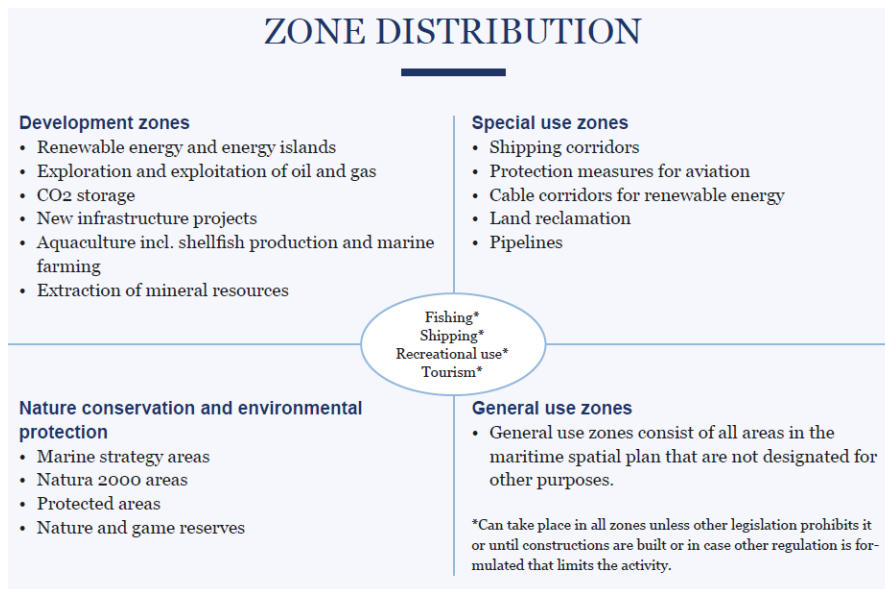 ZONE DISTRIBUTION
Development zones
• Renewable energy and energy islands
• Exploration and exploitation of oil and gas
• CO2 storage
• New infrastructure projects
• Aquaculture incl. shellfish production and marine
farming
• Extraction of mineral resources
Special use zones
• Shipping corridors
• Protection measures for aviation
• Cable corridors for renewable energy
• Land reclamation
• Pipelines
Fishing*
Shipping*
Recreational use*
Tourism*
Nature conservation and environmental
protection
• Marine strategy areas
• Natura 2000 areas
• Protected areas
• Nature and game reserves
General use zones
• General use zones consist of all areas in the
maritime spatial plan that are not designated for
other purposes.
*Can take place in all zones unless other legislation prohibits it
or until constructions are built or in case other regulation is for-
mulated that limits the activity.